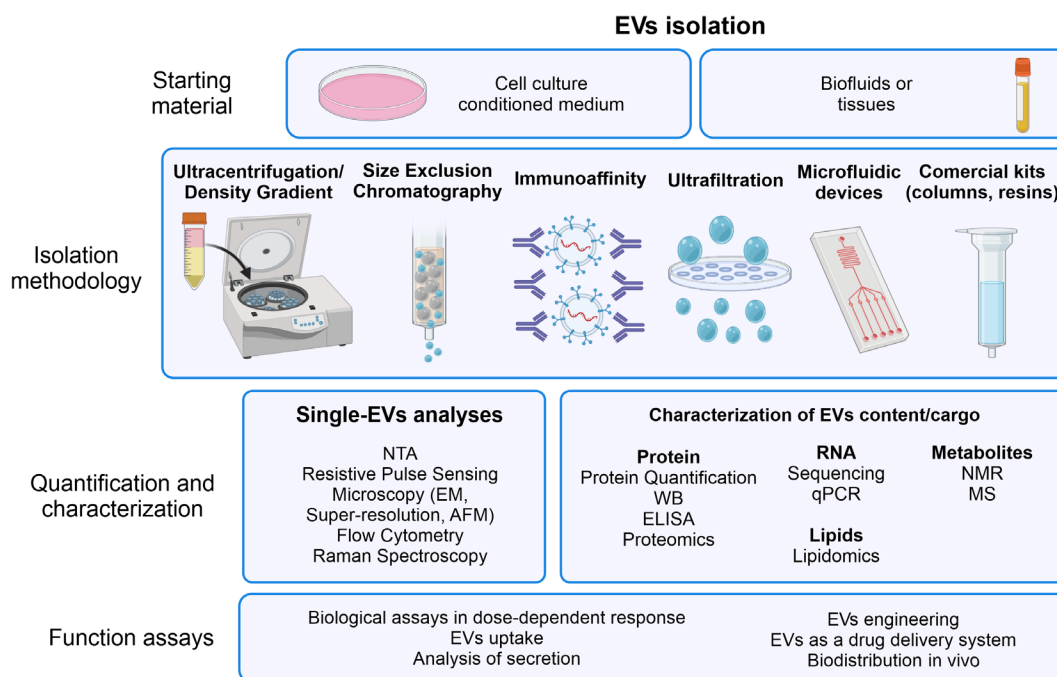 EVs isolation
Starting
material
Cell culture
conditioned medium
Biofluids or
tissues
Isolation
methodology
Ultracentrifugation/
Density Gradient
Size Exclusion
Chromatography
Immunoaffinity
Ultrafiltration
Microfluidic
devices
Comercial kits
(columns, resins)
Quantification and
characterization
Single-EVs analyses
NTA
Resistive Pulse Sensing
Microscopy (EM,
Super-resolution, AFM)
Flow Cytometry
Raman Spectroscopy
Characterization of EVs content/cargo
Protein
Protein Quantification
WB
ELISA
Proteomics
RNA
Sequencing
qPCR
Lipids
Lipidomics
Metabolites
NMR
MS
Function assays
Biological assays in dose-dependent response
EVs uptake
Analysis of secretion
EVs engineering
EVs as a drug delivery system
Biodistribution in vivo